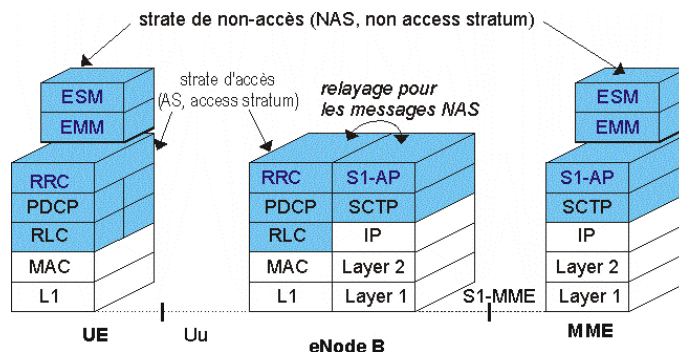 strate de non-accès (NAS, non access stratum)
strate d'accès
(AS, access stratum)
relayage pour
les messages NAS
ESM
EMM
RRC
PDCP
RLC
MAC
L1
RRC
PDCP
RLC
MAC
L1
S1-AP
SCTP
IP
Layer 2
Layer 1
ESM
EMM
S1-AP
SCTP
IP
Layer 2
Layer 1
UE
Uu
eNode B
S1-MME
MME